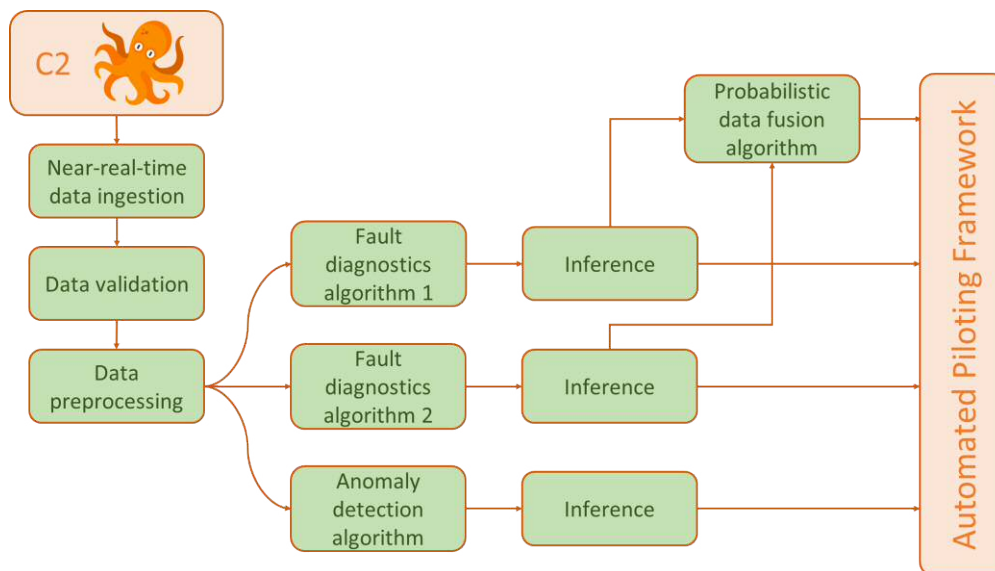 C2
Near-real-time
data ingestion
Data validation
Data
preprocessing
Fault
diagnostics
algorithm 1
Fault
diagnostics
algorithm 2
Anomaly
detection
algorithm
Inference
Inference
Inference
Probabilistic
data fusion
algorithm
Automated Piloting Framework